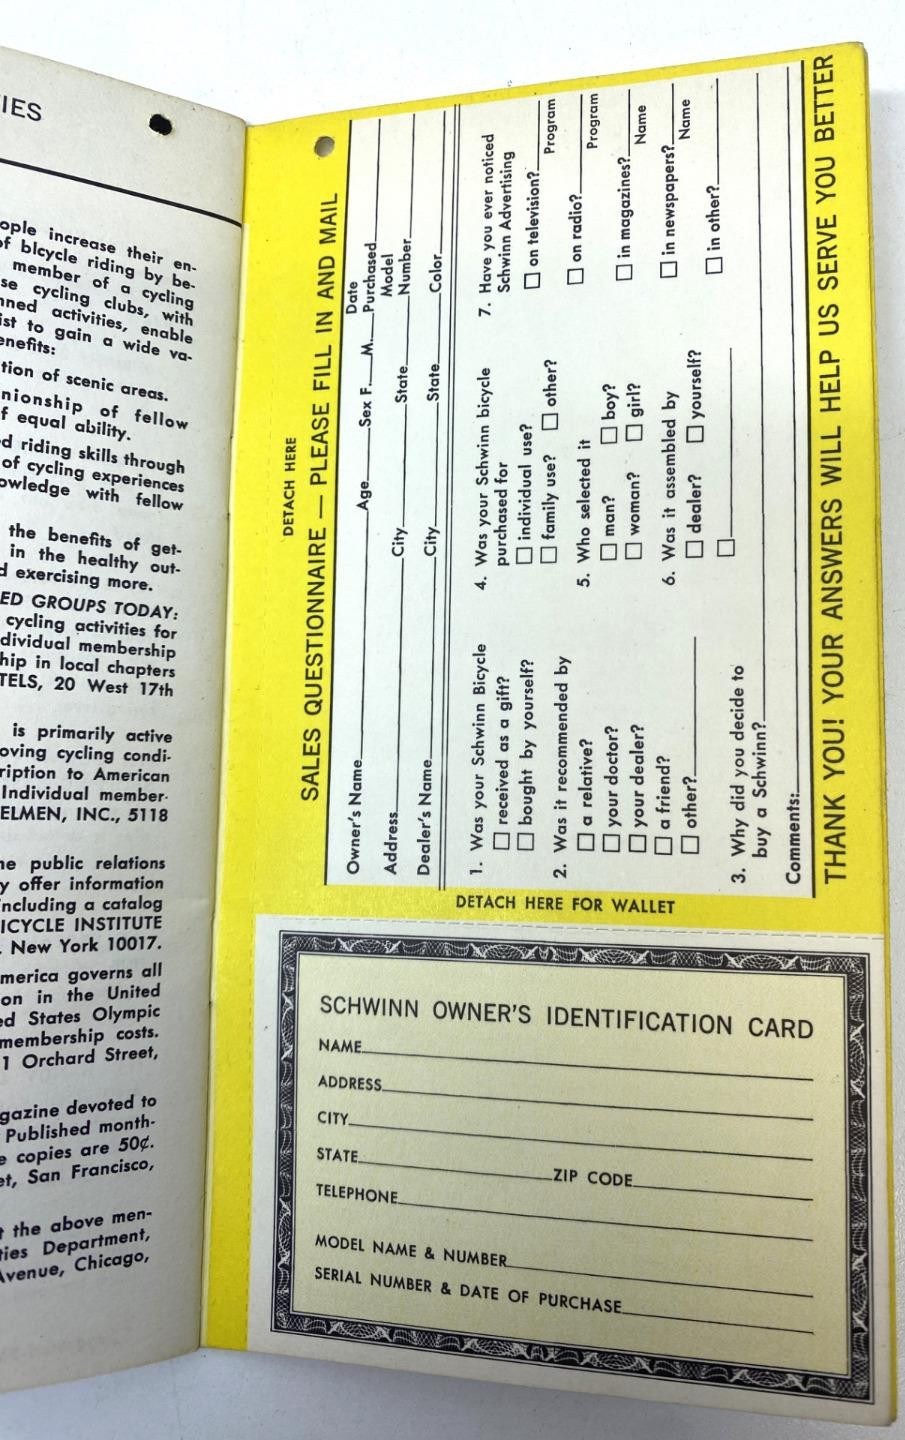 IES
ople increase their en-
of bicycle riding by be-
member of a cycling
se cycling clubs, with
nned activities, enable
ist to gain a wide va-
enefits:
tion of scenic areas.
nionship of fellow
f equal ability.
d riding skills through
of cycling experiences
owledge with fellow
the benefits of get-
in the healthy out-
d exercising more.
ED GROUPS TODAY:
cycling activities for
dividual membership
hip in local chapters
TELS, 20 West 17th
is primarily active
oving cycling condi-
ription to American
Individual member-
ELMEN, INC., 5118
he public relations
y offer information
including a catalog
ICYCLE INSTITUTE
. New York 10017.
merica governs all
on in the United
ed States Olympic
membership costs.
1 Orchard Street,
gazine devoted to
Published month-
e copies are 50¢.
et, San Francisco,
t the above men-
ties Department,
Avenue, Chicago,
DETACH HERE
SALES QUESTIONNAIRE — PLEASE FILL IN AND MAIL
Owner's Name Age Sex F. M. Date Purchased
Address City State Model Number
Dealer's Name City State Color
1. Was your Schwinn Bicycle
☐ received as a gift?
☐ bought by yourself?
2. Was it recommended by
☐ a relative?
☐ your doctor?
☐ your dealer?
☐ a friend?
☐ other?
3. Why did you decide to
buy a Schwinn?
4. Was your Schwinn bicycle
purchased for
☐ individual use?
☐ family use? ☐ other?
5. Who selected it
☐ man? ☐ boy?
☐ woman? ☐ girl?
6. Was it assembled by
☐ dealer? ☐ yourself?
☐
7. Have you ever noticed
Schwinn Advertising
☐ on television? Program
☐ on radio? Program
☐ in magazines? Name
☐ in newspapers? Name
☐ in other?
Comments:
THANK YOU! YOUR ANSWERS WILL HELP US SERVE YOU BETTER
DETACH HERE FOR WALLET
SCHWINN OWNER'S IDENTIFICATION CARD
NAME
ADDRESS
CITY
STATE ZIP CODE
TELEPHONE
MODEL NAME & NUMBER
SERIAL NUMBER & DATE OF PURCHASE